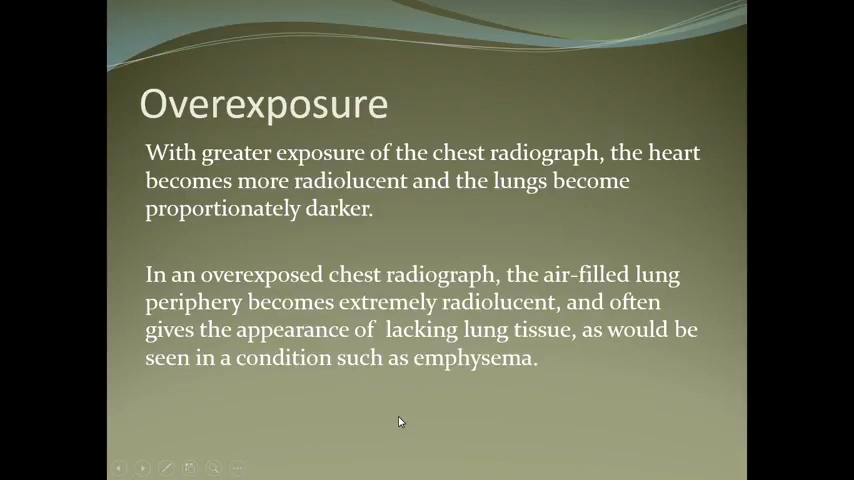 Overexposure
With greater exposure of the chest radiograph, the heart
becomes more radiolucent and the lungs become
proportionately darker.
In an overexposed chest radiograph, the air-filled lung
periphery becomes extremely radiolucent, and often
gives the appearance of  lacking lung tissue, as would be
seen in a condition such as emphysema.